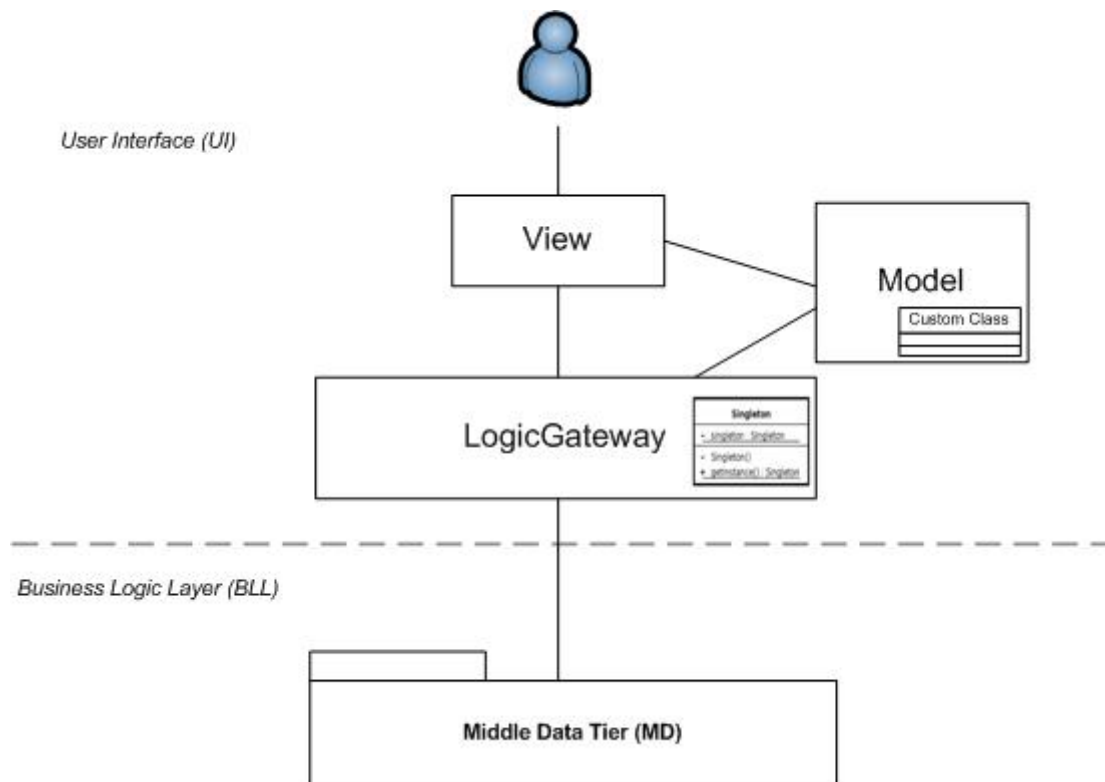 User Interface (UI)
View
Model
Custom Class
LogicGateway
Singleton
- singleton : Singleton
- Singleton()
+ getInstance() : Singleton
Business Logic Layer (BLL)
Middle Data Tier (MD)